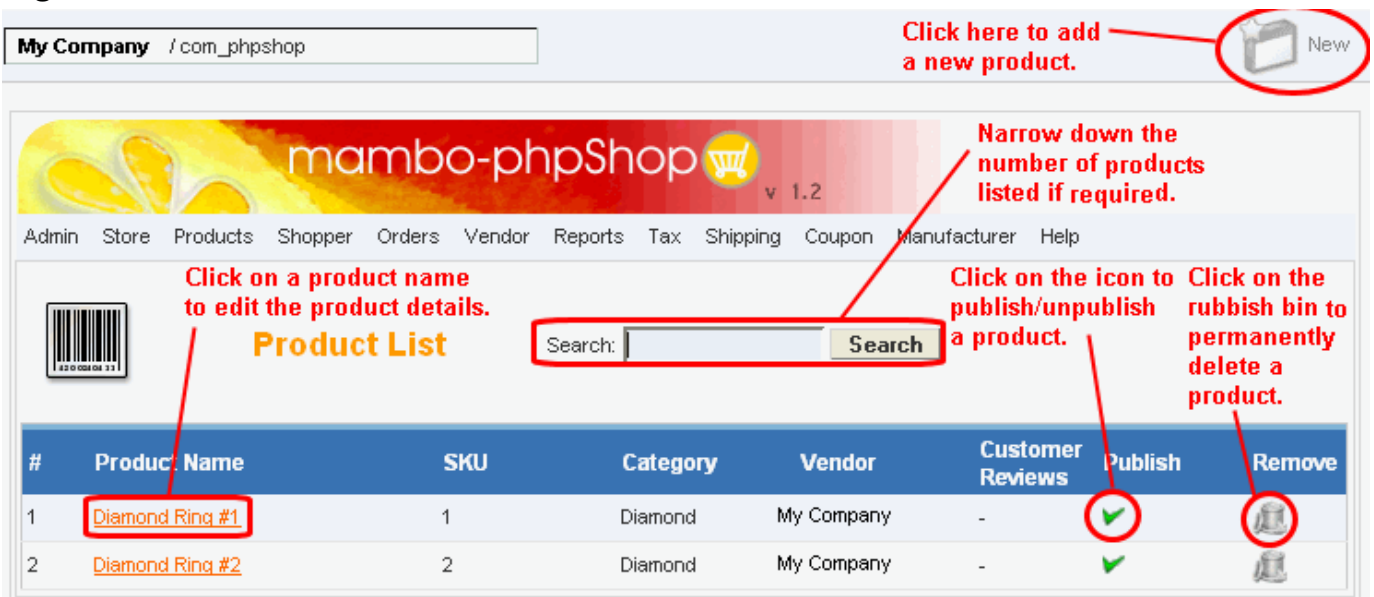 My Company / com_phpshop
Click here to add
a new product.
New
mambo-phpShop
v 1.2
Narrow down the
number of products
listed if required.
Admin Store Products Shopper Orders Vendor Reports Tax Shipping Coupon Manufacturer Help
Click on a product name
to edit the product details.
Product List
Search: Search
Click on the icon to
publish/unpublish
a product.
Click on the
rubbish bin to
permanently
delete a
product.
# Product Name SKU Category Vendor Customer Reviews Publish Remove
1 Diamond Ring #1 1 Diamond My Company -
2 Diamond Ring #2 2 Diamond My Company -